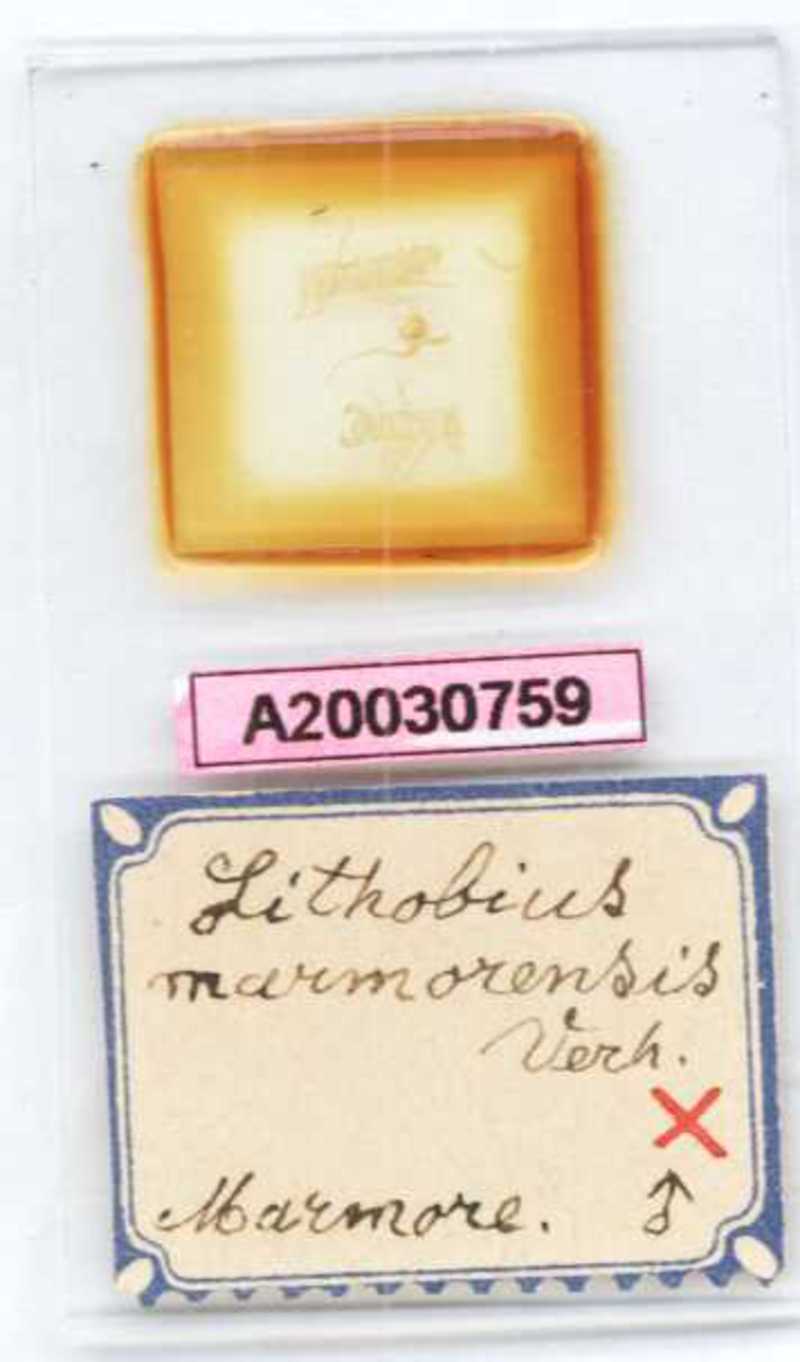 A20030759
Lithobius
marmorensis
Verh.
X
Marmore. ♂